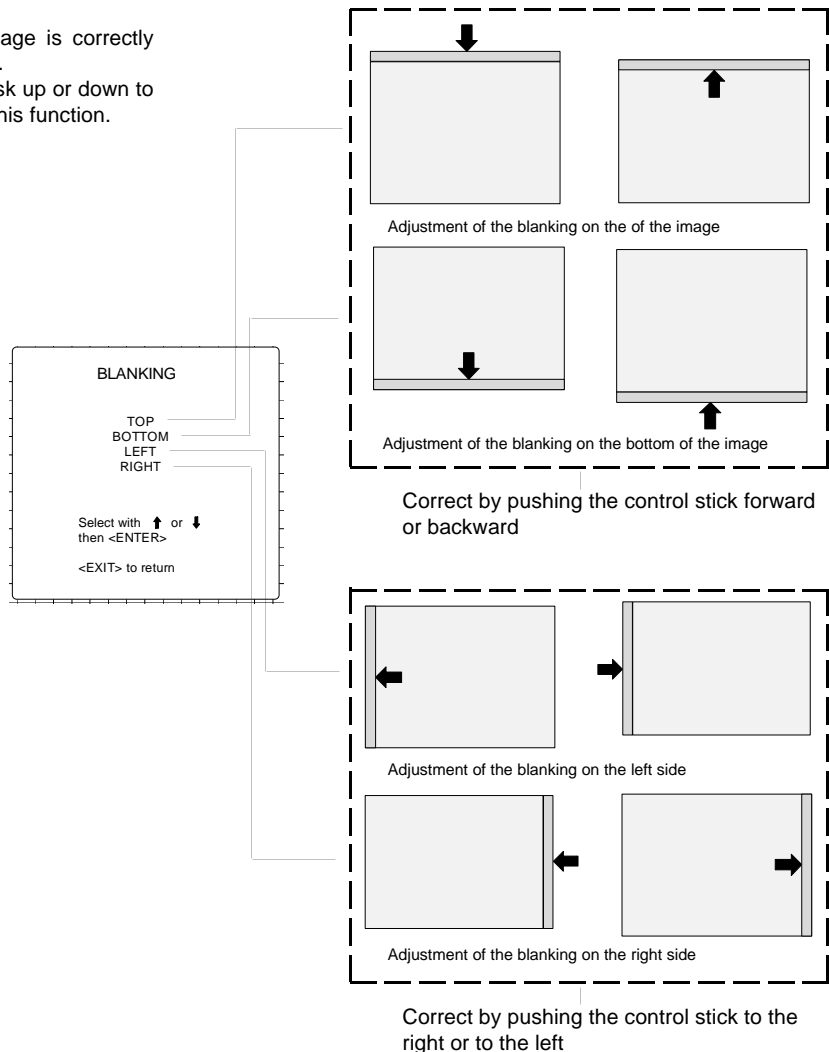 age is correctly
.
sk up or down to
his function.
BLANKING
TOP
BOTTOM
LEFT
RIGHT
Select with ⬆ or ⬇
then <ENTER>
<EXIT> to return
Adjustment of the blanking on the of the image
Adjustment of the blanking on the bottom of the image
Correct by pushing the control stick forward
or backward
Adjustment of the blanking on the left side
Adjustment of the blanking on the right side
Correct by pushing the control stick to the
right or to the left